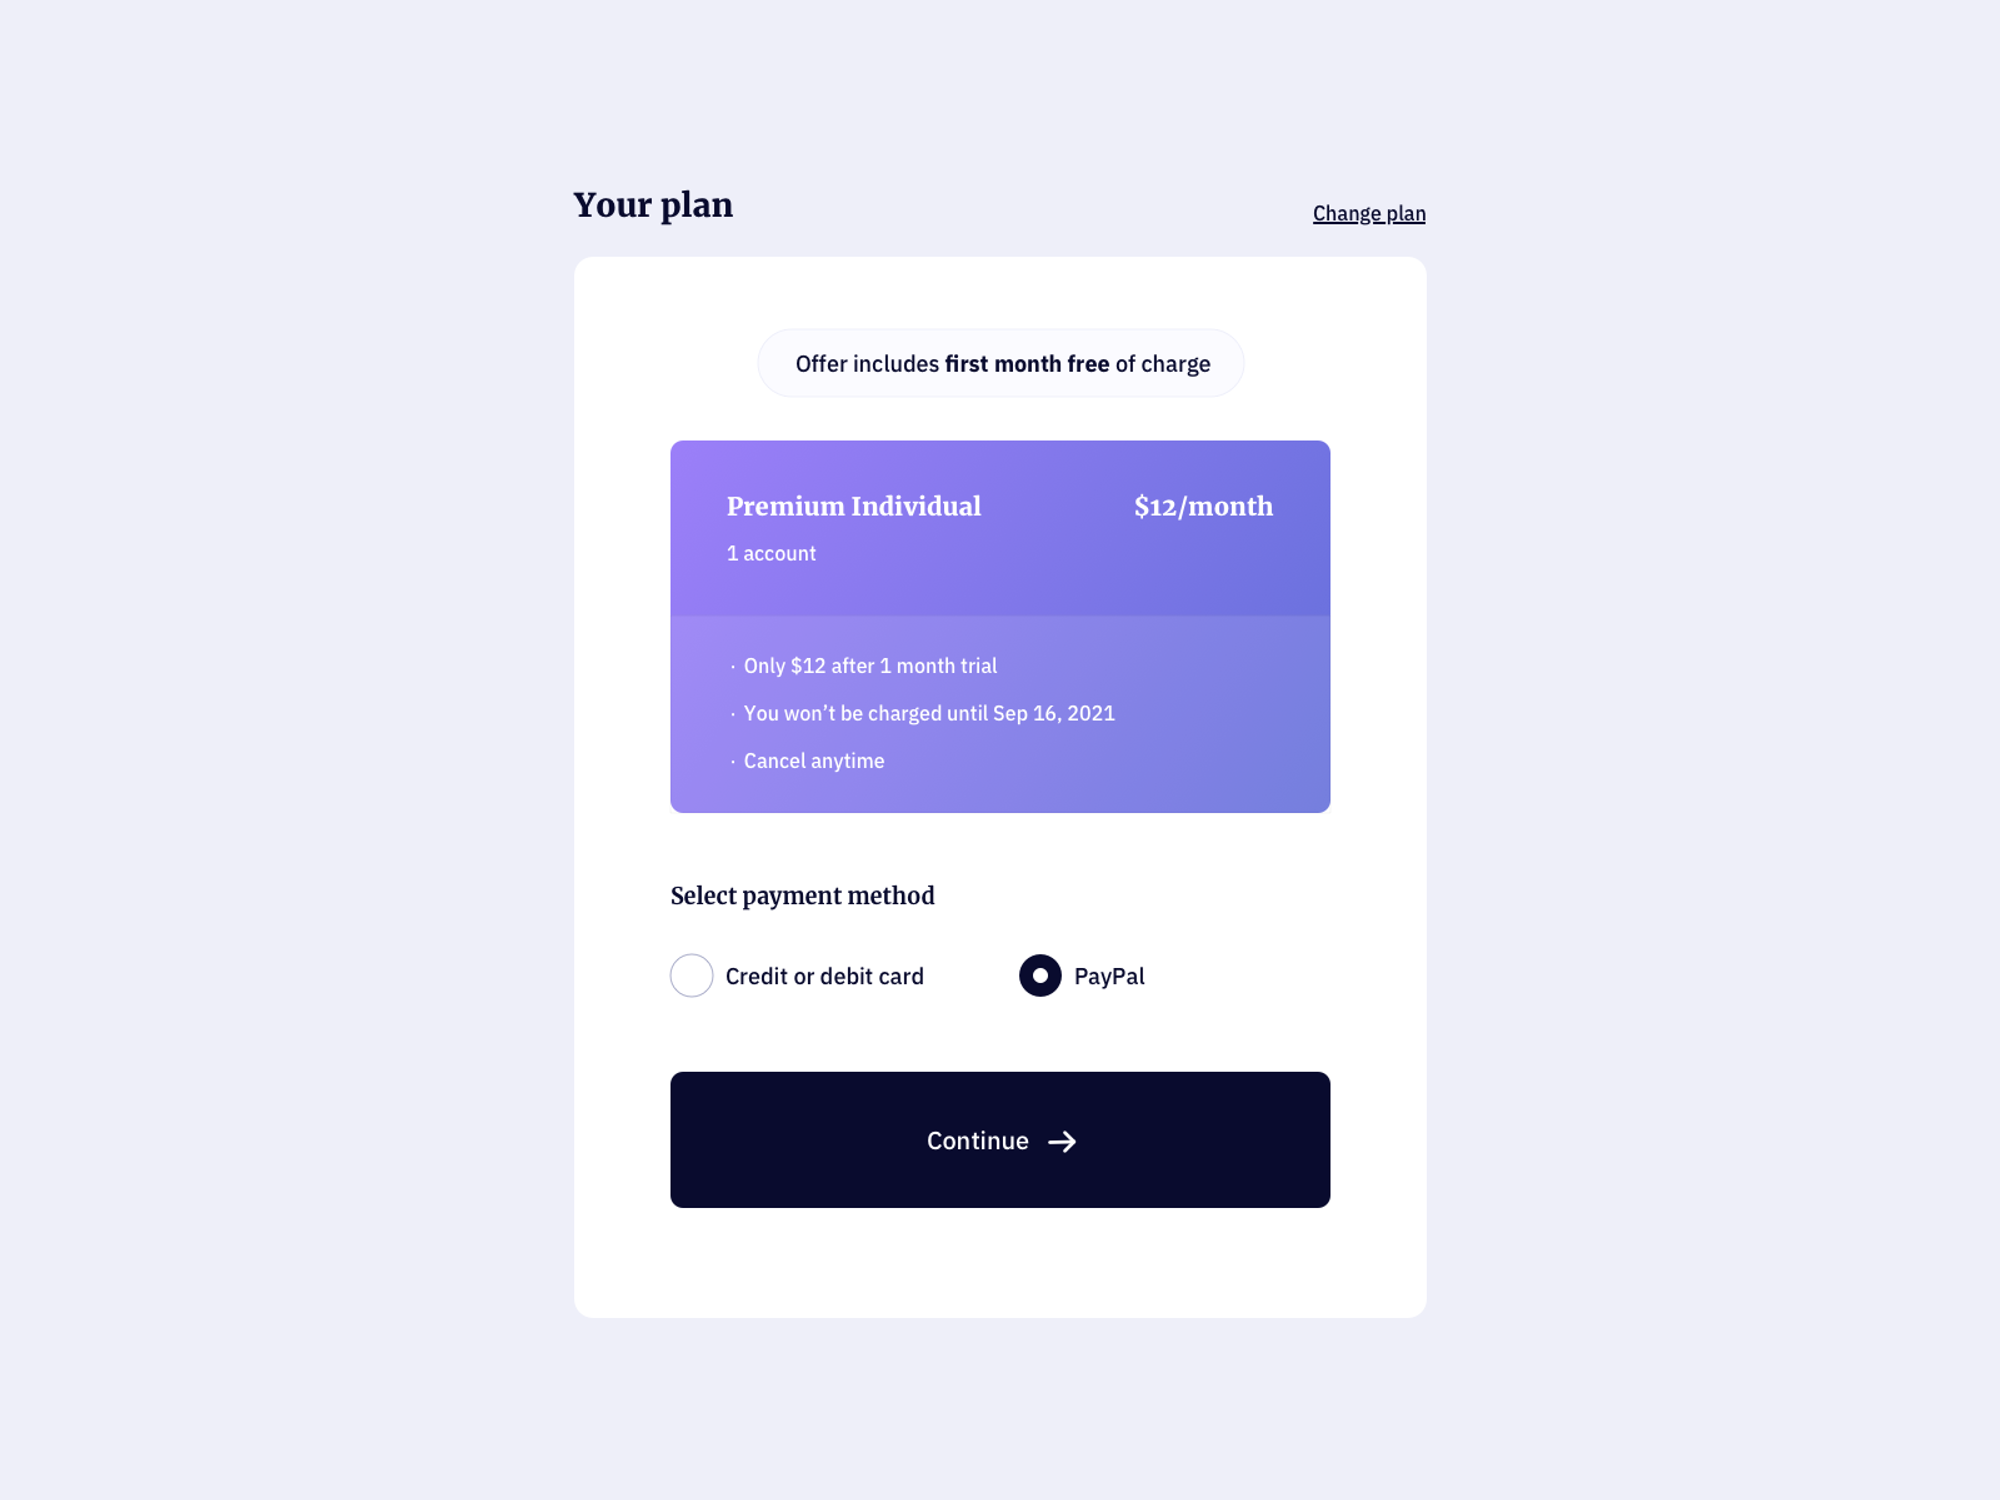 Your plan
Change plan
Offer includes first month free of charge
Premium Individual
$12/month
1 account
· Only $12 after 1 month trial
· You won’t be charged until Sep 16, 2021
· Cancel anytime
Select payment method
Credit or debit card
PayPal
Continue →